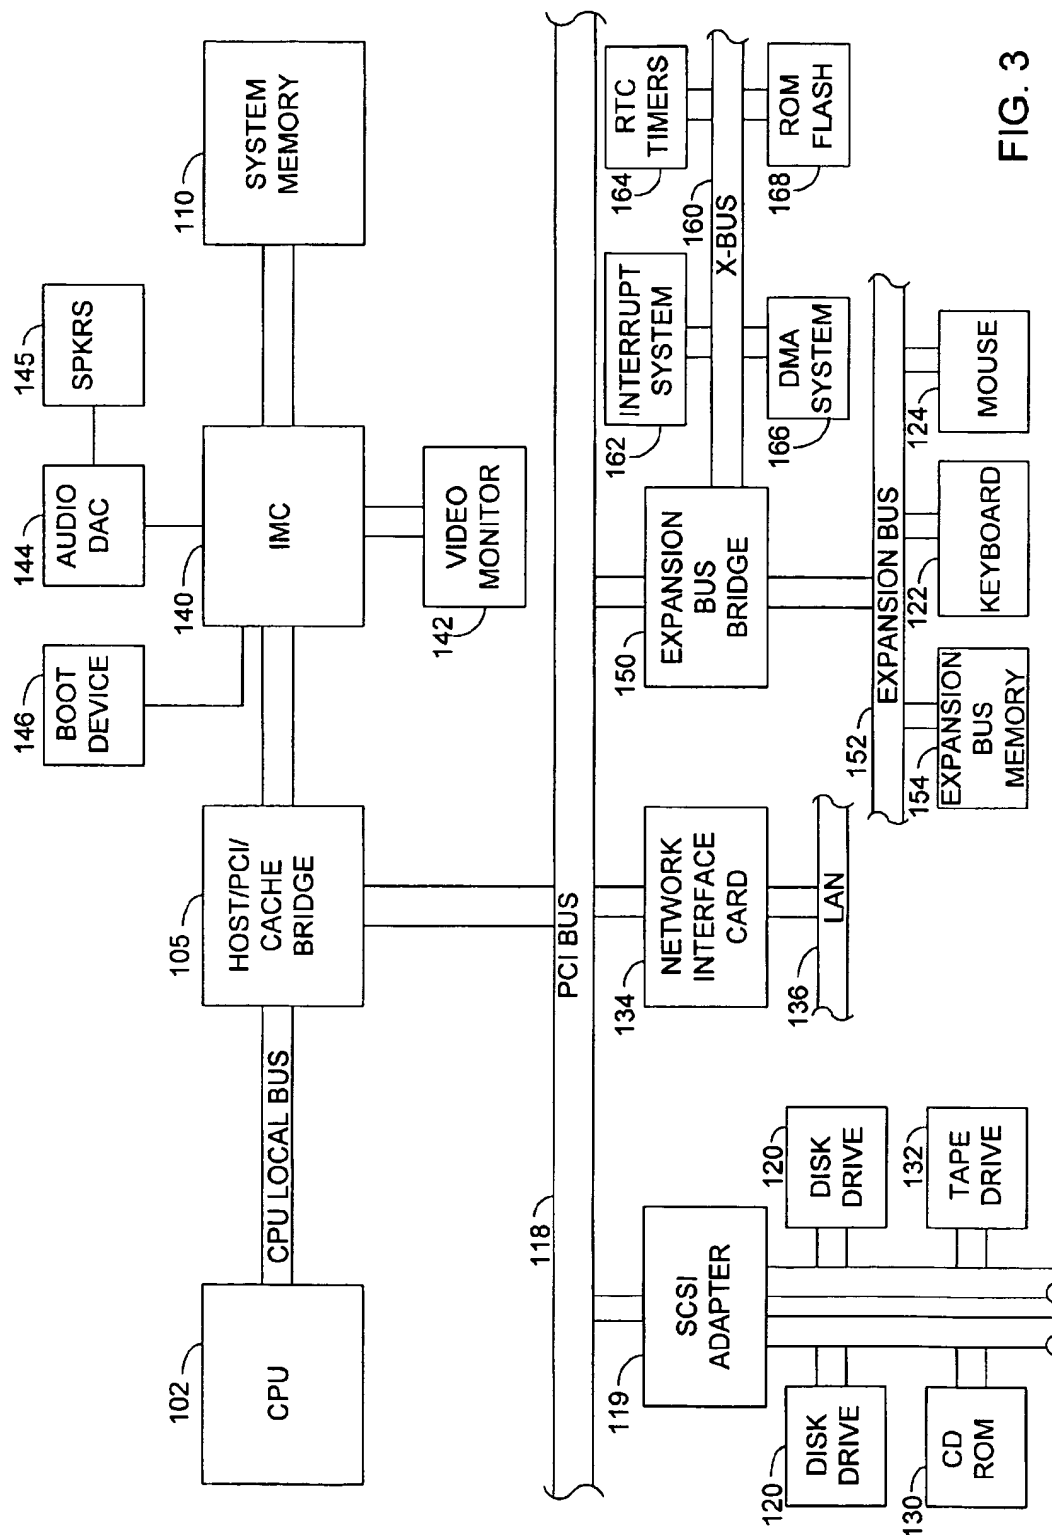 146
BOOT
DEVICE
144
AUDIO
DAC
145
SPKRS
102
CPU
CPU LOCAL BUS
105
HOST/PCI/
CACHE
BRIDGE
140
IMC
110
SYSTEM
MEMORY
142
VIDEO
MONITOR
118
PCI BUS
119
SCSI
ADAPTER
120
DISK
DRIVE
120
DISK
DRIVE
130
CD
ROM
132
TAPE
DRIVE
134
NETWORK
INTERFACE
CARD
136
LAN
150
EXPANSION
BUS
BRIDGE
162
INTERRUPT
SYSTEM
164
RTC
TIMERS
160
X-BUS
166
DMA
SYSTEM
168
ROM
FLASH
152
EXPANSION BUS
154
EXPANSION
BUS
MEMORY
122
KEYBOARD
124
MOUSE
FIG. 3